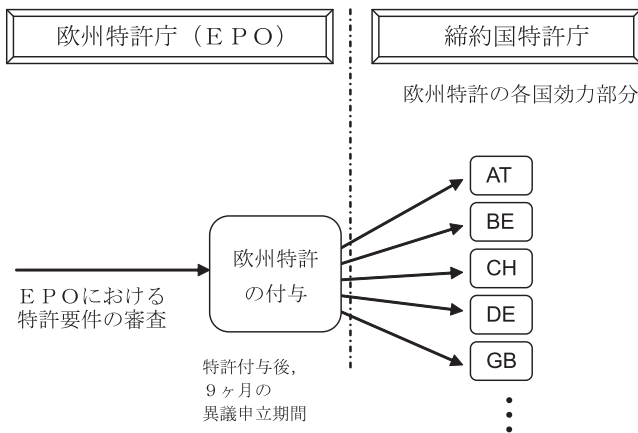 欧州特許庁（ＥＰＯ）
締約国特許庁
欧州特許の各国効力部分
AT
BE
CH
DE
GB
欧州特許
の付与
ＥＰＯにおける
特許要件の審査
特許付与後，
９ヶ月の
異議申立期間